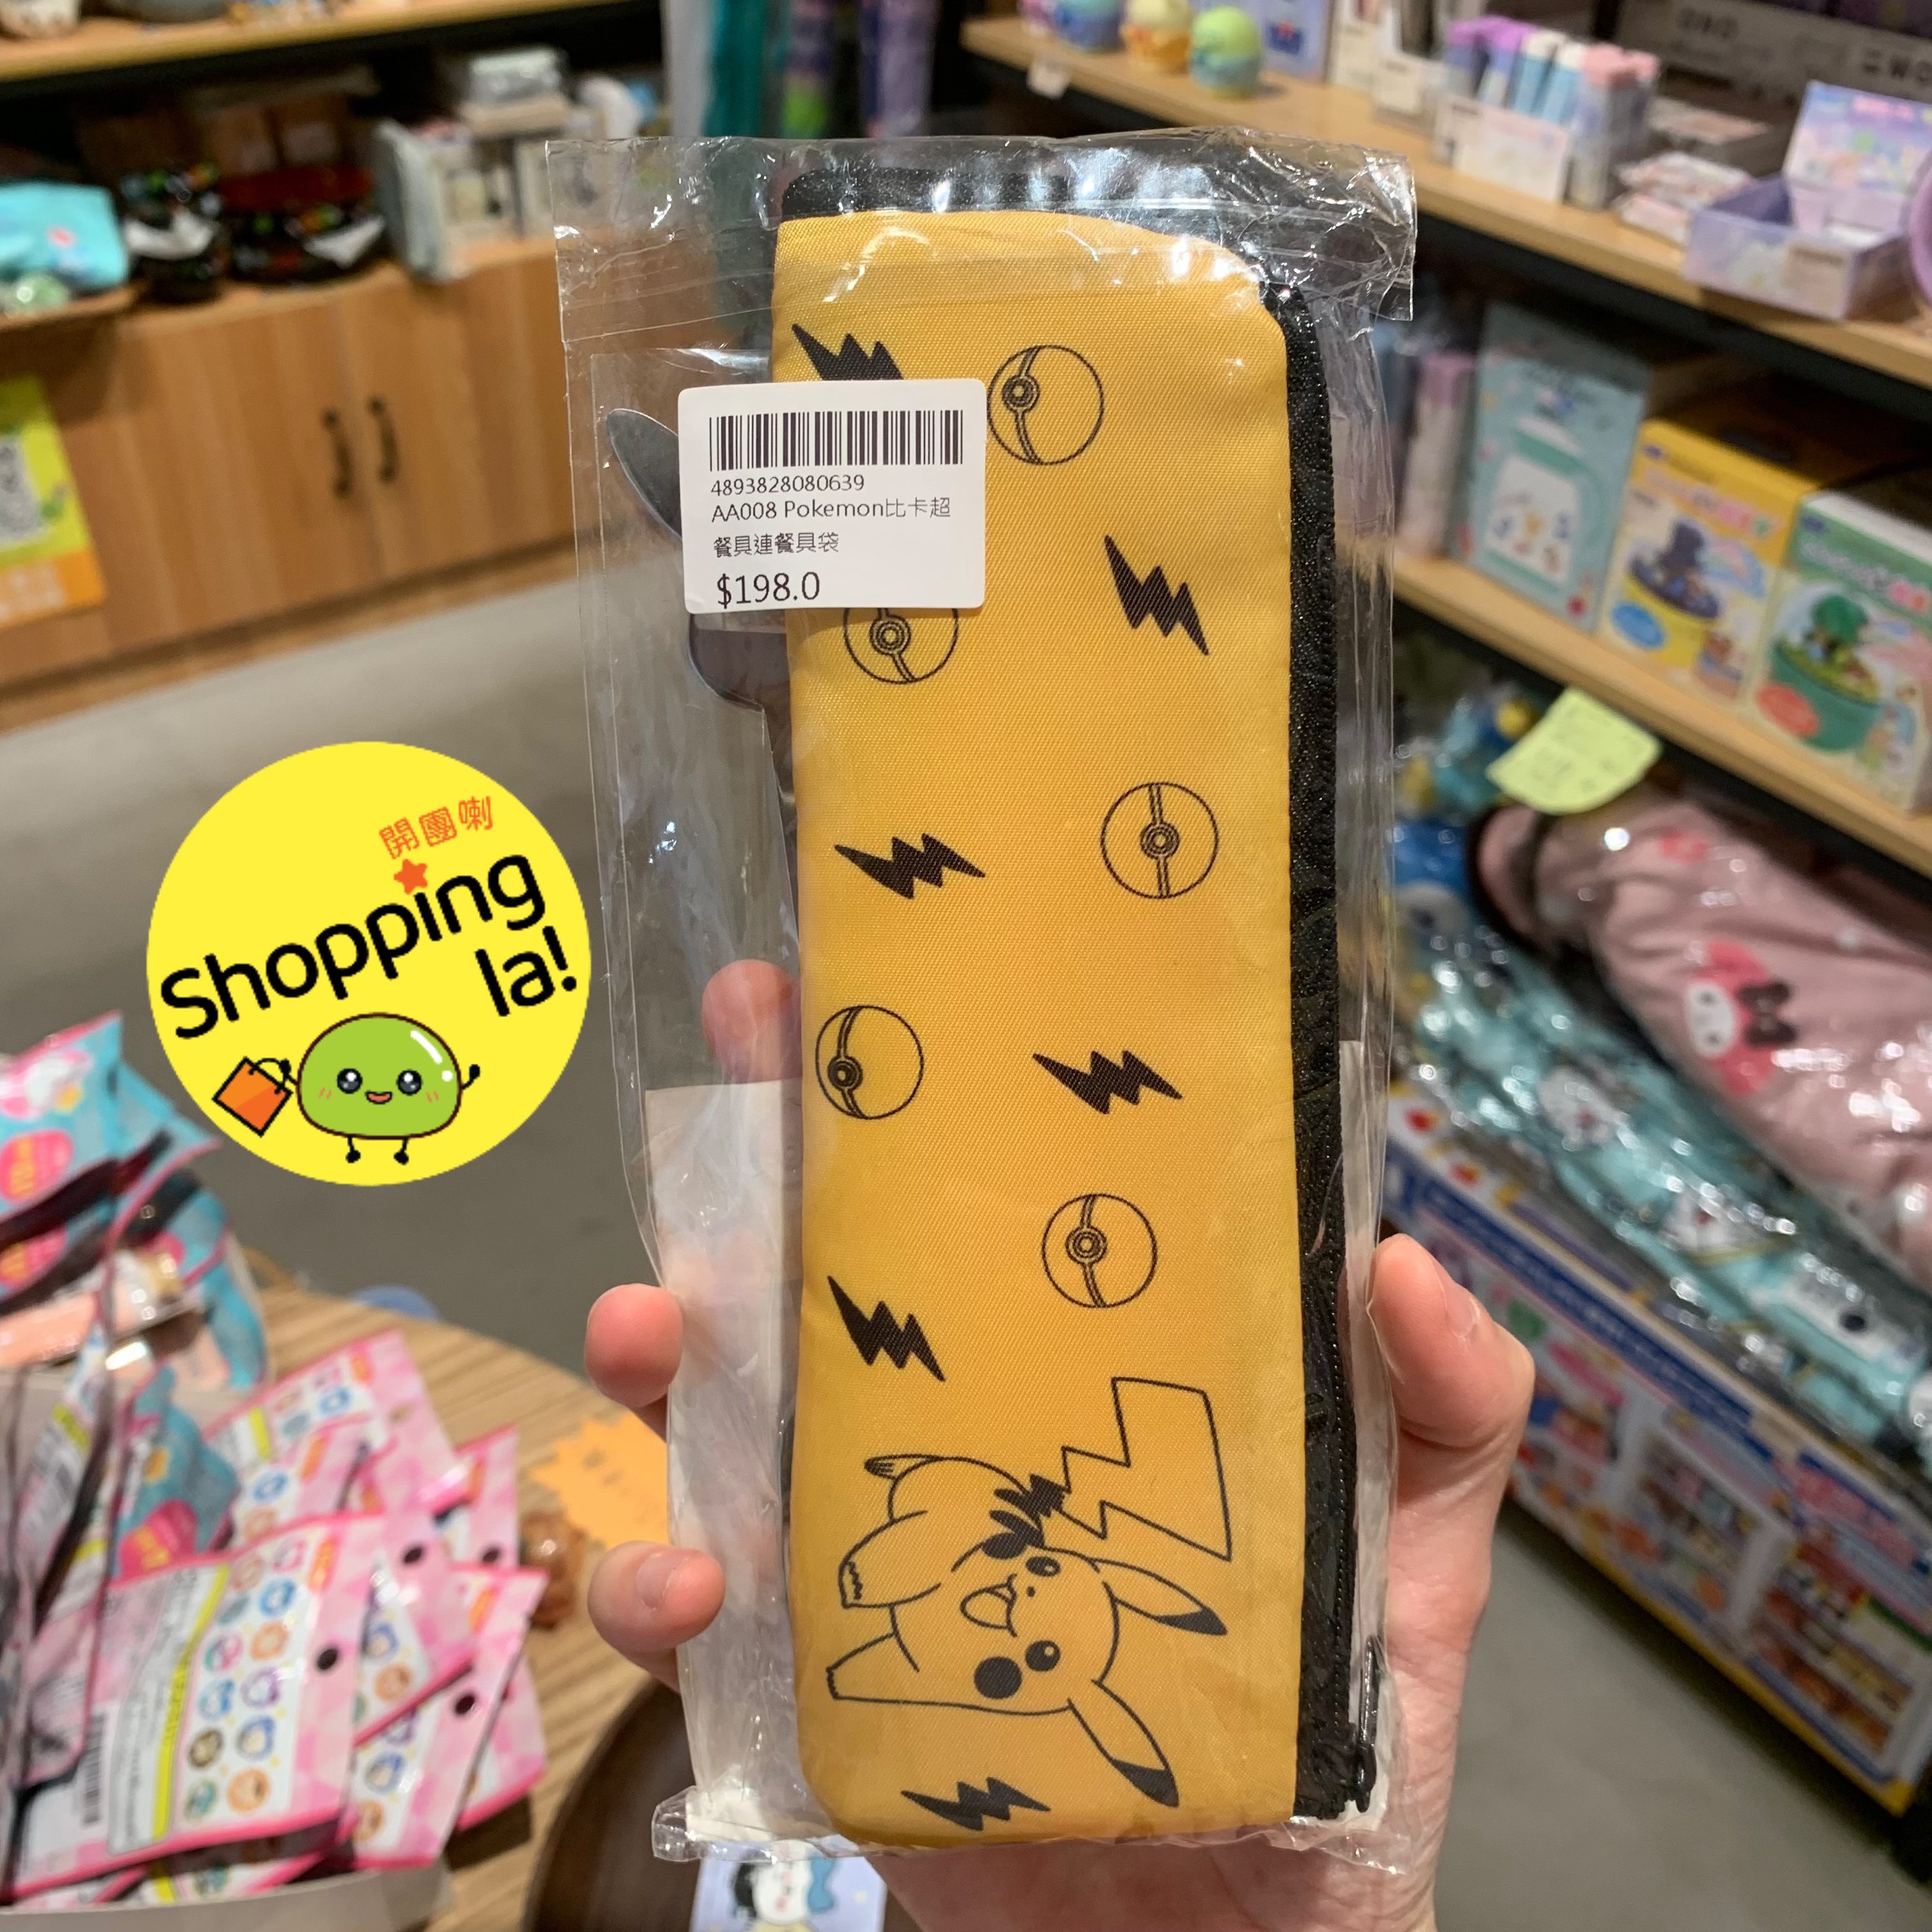 4893828080639
AA008 Pokemon比卡超
餐具連餐具袋
$198.0
開團喇
Shopping
la!